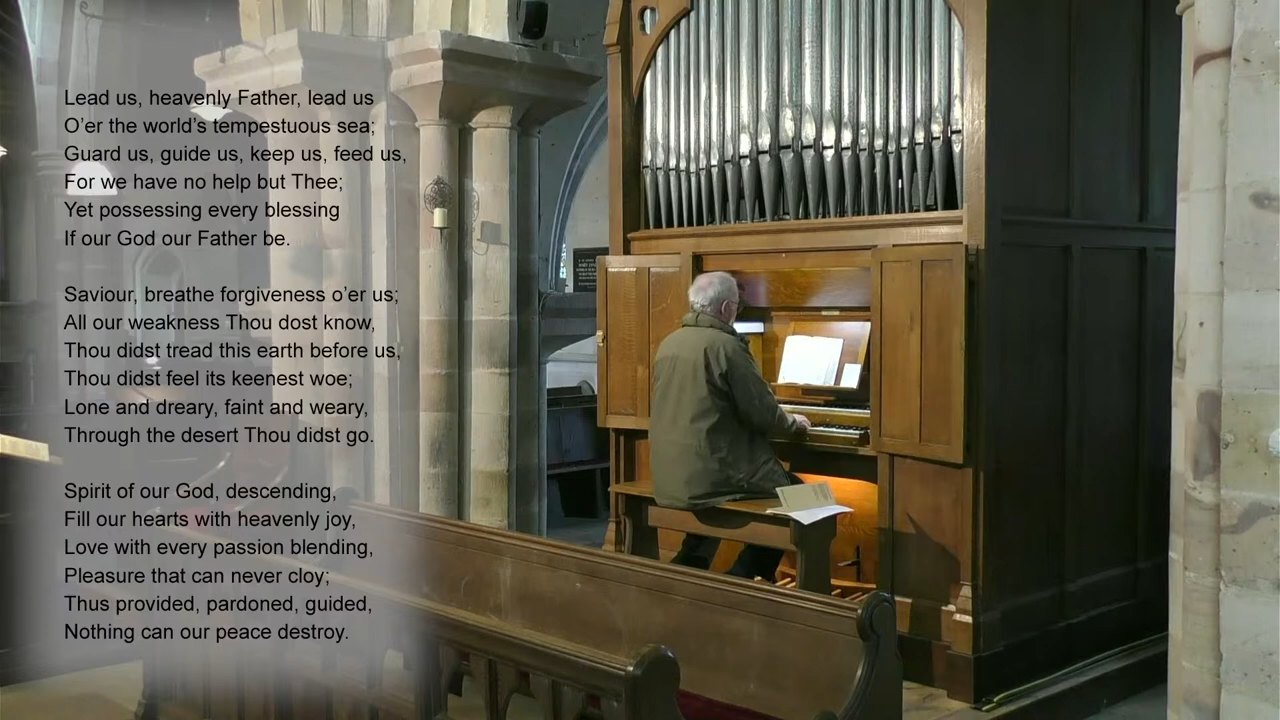 Lead us, heavenly Father, lead us
O’er the world’s tempestuous sea;
Guard us, guide us, keep us, feed us,
For we have no help but Thee;
Yet possessing every blessing
If our God our Father be.
Saviour, breathe forgiveness o’er us;
All our weakness Thou dost know,
Thou didst tread this earth before us,
Thou didst feel its keenest woe;
Lone and dreary, faint and weary,
Through the desert Thou didst go.
Spirit of our God, descending,
Fill our hearts with heavenly joy,
Love with every passion blending,
Pleasure that can never cloy;
Thus provided, pardoned, guided,
Nothing can our peace destroy.